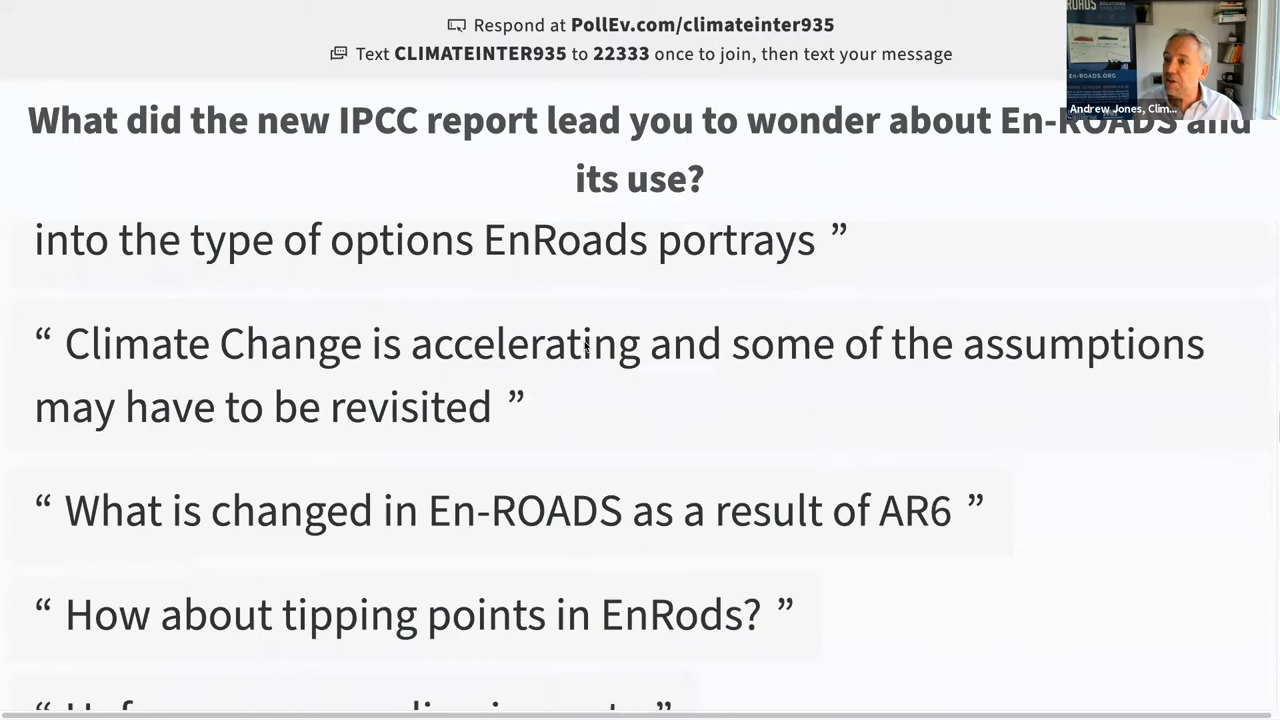 Respond at PollEv.com/climateinter935
Text CLIMATEINTER935 to 22333 once to join, then text your message
EN-ROADS.ORG
Andrew Jones, Clim...
What did the new IPCC report lead you to wonder about En-ROADS and
its use?
into the type of options EnRoads portrays ”
“ Climate Change is accelerating and some of the assumptions
may have to be revisited ”
“ What is changed in En-ROADS as a result of AR6 ”
“ How about tipping points in EnRods? ”